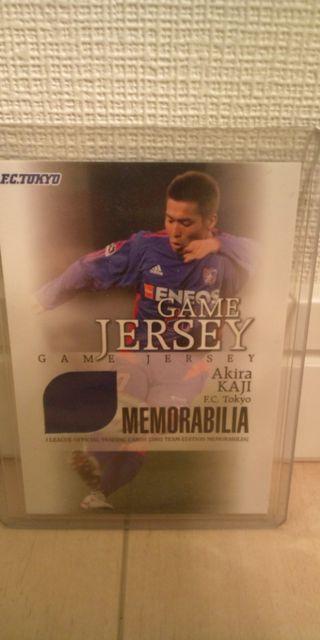 F.C.TOKYO
ENEOS
GAME
JERSEY
GAME JERSEY
Akira
KAJI
F.C. Tokyo
MEMORABILIA
J.LEAGUE OFFICIAL TRADING CARDS [2002 TEAM EDITION MEMORABILIA]